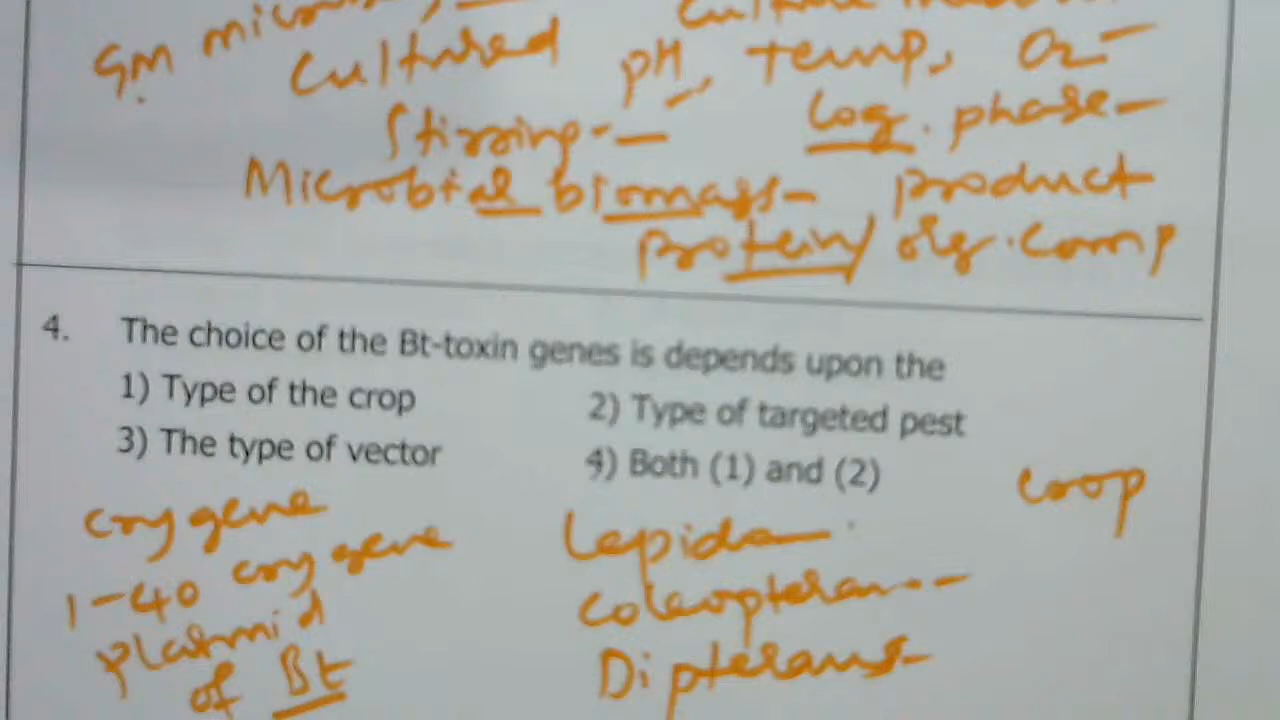 GM
Cultured pH, temp, O2-
Stirring-- log. phase-
Microbial biomass- product
protein/ org.comp
4. The choice of the Bt-toxin genes is depends upon the
1) Type of the crop 2) Type of targeted pest
3) The type of vector 4) Both (1) and (2)
crop
cry gene Lepido
1-40 cry gene coleopteran--
plasmid Dipterans-
of Bt